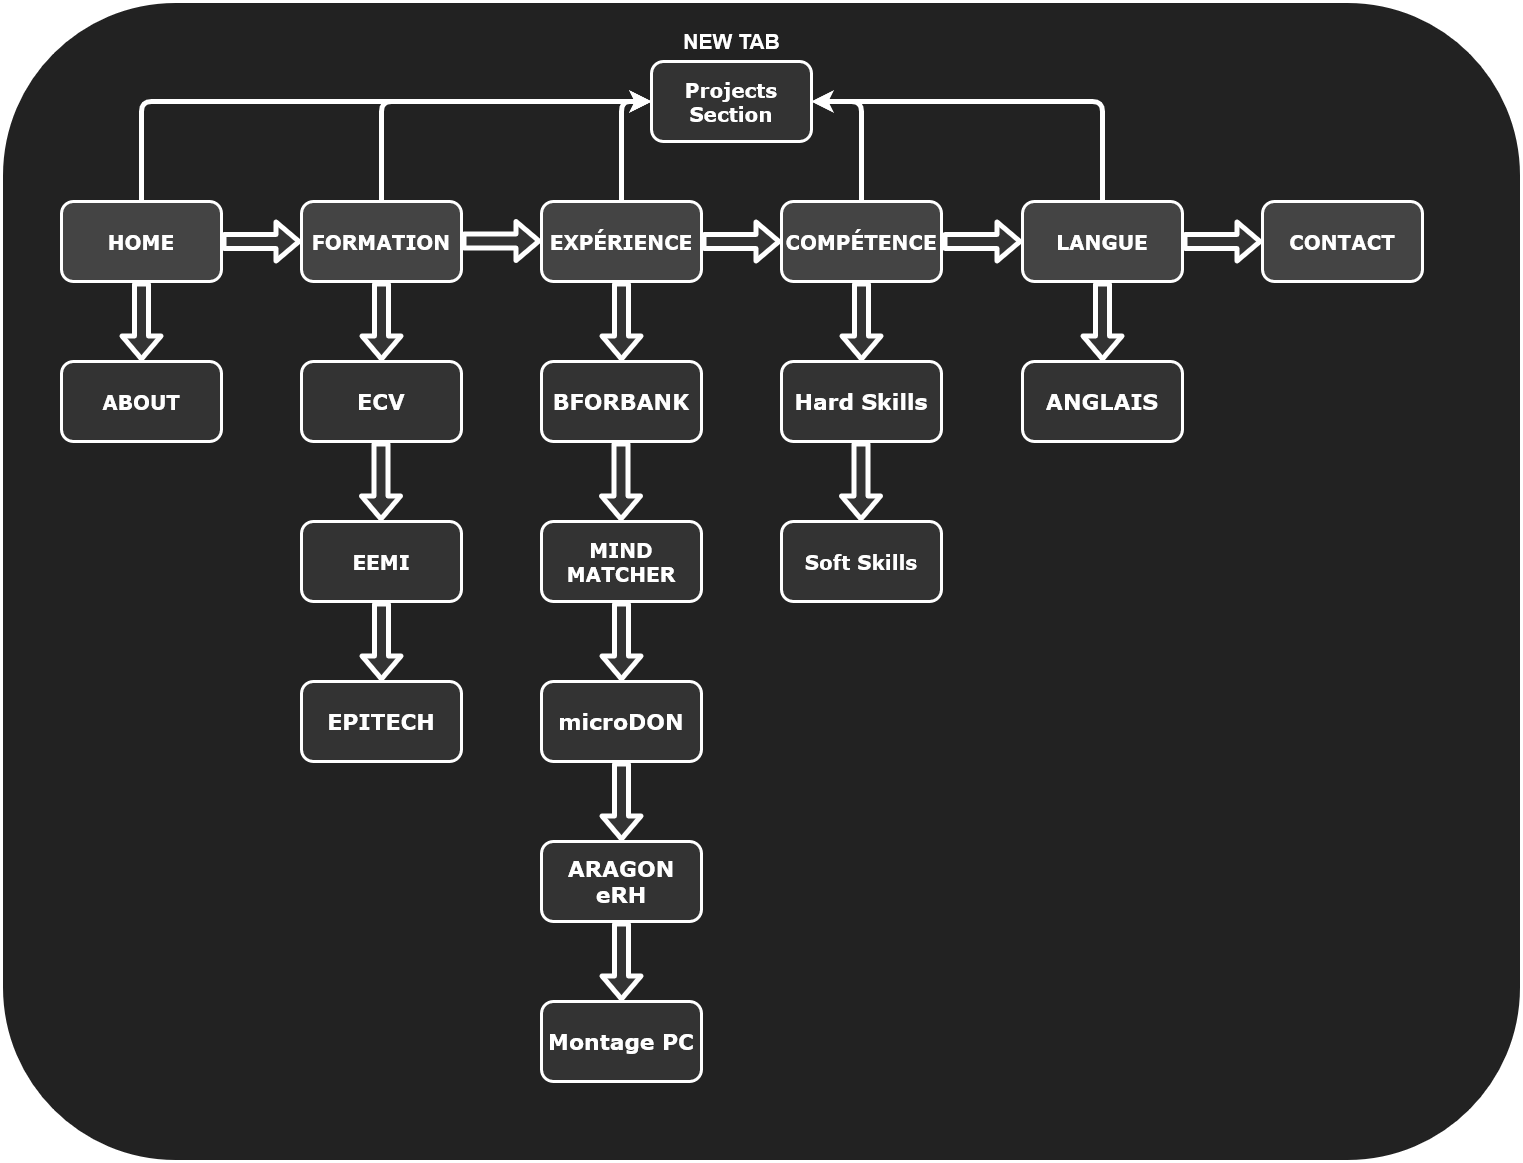 NEW TAB
Projects
Section
HOME
FORMATION
EXPÉRIENCE
COMPÉTENCE
LANGUE
CONTACT
ABOUT
ECV
BFORBANK
Hard Skills
ANGLAIS
EEMI
MIND
MATCHER
Soft Skills
EPITECH
microDON
ARAGON
eRH
Montage PC